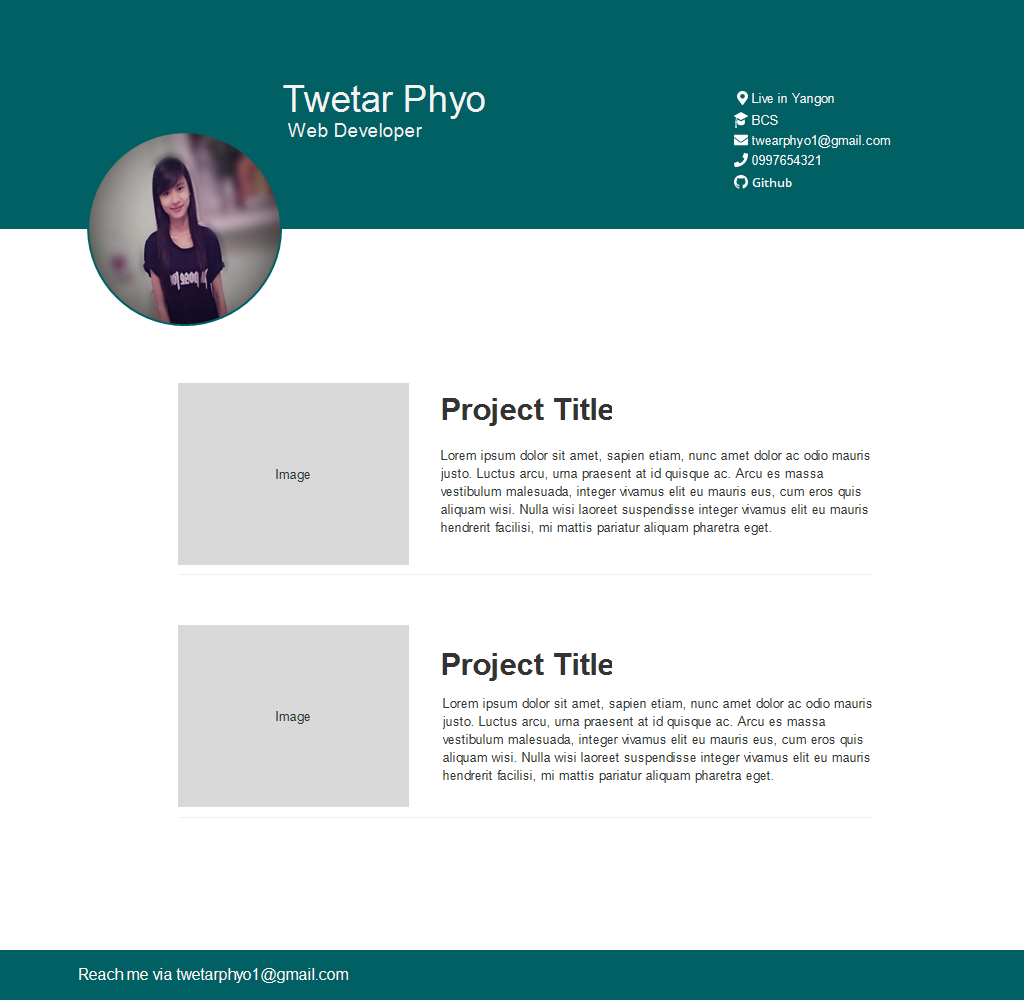 Twetar Phyo
Web Developer
Live in Yangon
BCS
twearphyo1@gmail.com
0997654321
Github
Image
Project Title
Lorem ipsum dolor sit amet, sapien etiam, nunc amet dolor ac odio mauris
justo. Luctus arcu, urna praesent at id quisque ac. Arcu es massa
vestibulum malesuada, integer vivamus elit eu mauris eus, cum eros quis
aliquam wisi. Nulla wisi laoreet suspendisse integer vivamus elit eu mauris
hendrerit facilisi, mi mattis pariatur aliquam pharetra eget.
Image
Project Title
Lorem ipsum dolor sit amet, sapien etiam, nunc amet dolor ac odio mauris
justo. Luctus arcu, urna praesent at id quisque ac. Arcu es massa
vestibulum malesuada, integer vivamus elit eu mauris eus, cum eros quis
aliquam wisi. Nulla wisi laoreet suspendisse integer vivamus elit eu mauris
hendrerit facilisi, mi mattis pariatur aliquam pharetra eget.
Reach me via twetarphyo1@gmail.com